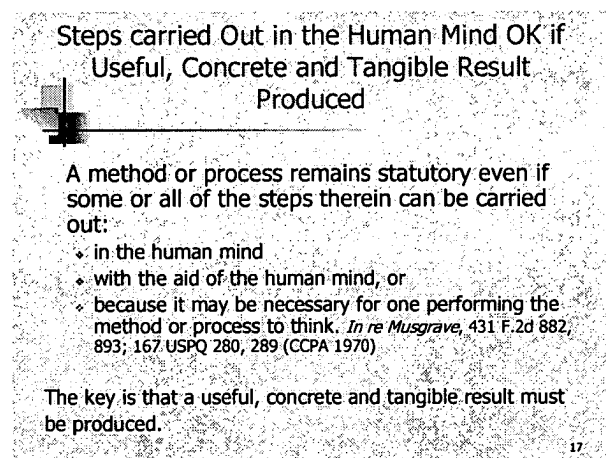 Steps carried Out in the Human Mind OK if
Useful, Concrete and Tangible Result
Produced
A method or process remains statutory even if
some or all of the steps therein can be carried
out:
in the human mind
with the aid of the human mind, or
because it may be necessary for one performing the
method or process to think. In re Musgrave, 431 F.2d 882,
893; 167 USPQ 280, 289 (CCPA 1970)
The key is that a useful, concrete and tangible result must
be produced.
17